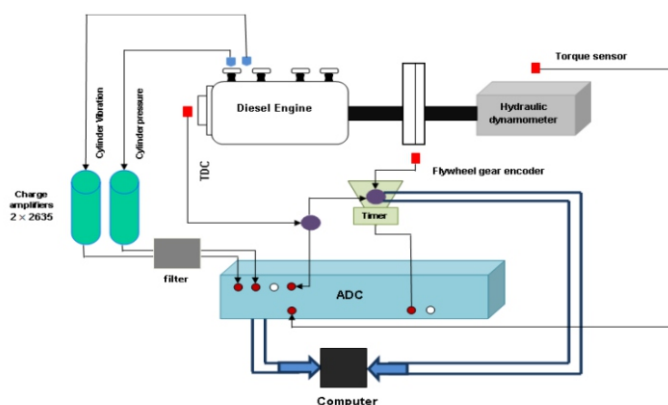 Torque sensor
Diesel Engine
Hydraulic
dynamometer
Cylinder Vibration
Cylinder pressure
TDC
Flywheel gear encoder
Charge
amplifiers
2 × 2635
Timer
filter
ADC
Computer